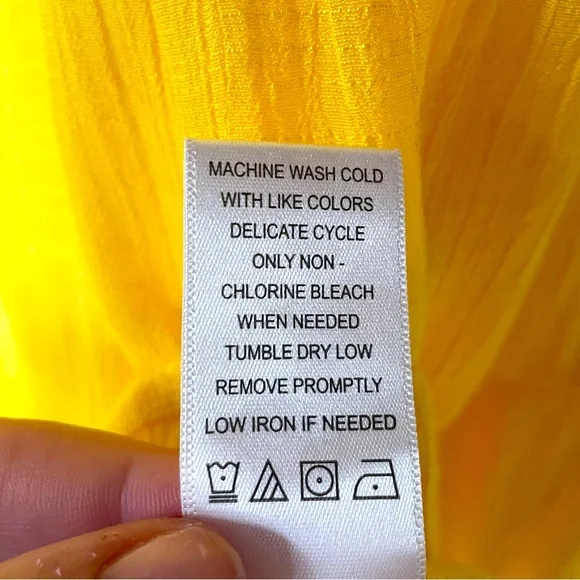 MACHINE WASH COLD
WITH LIKE COLORS
DELICATE CYCLE
ONLY NON -
CHLORINE BLEACH
WHEN NEEDED
TUMBLE DRY LOW
REMOVE PROMPTLY
LOW IRON IF NEEDED